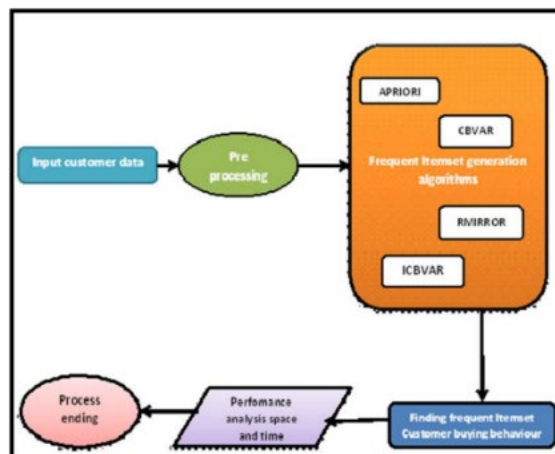 Input customer data
Pre
processing
APRIORI
CBVAR
Frequent Itemset generation
algorithms
RMIRROR
ICBVAR
Finding frequent Itemset
Customer buying behaviour
Perfomance
analysis space
and time
Process
ending